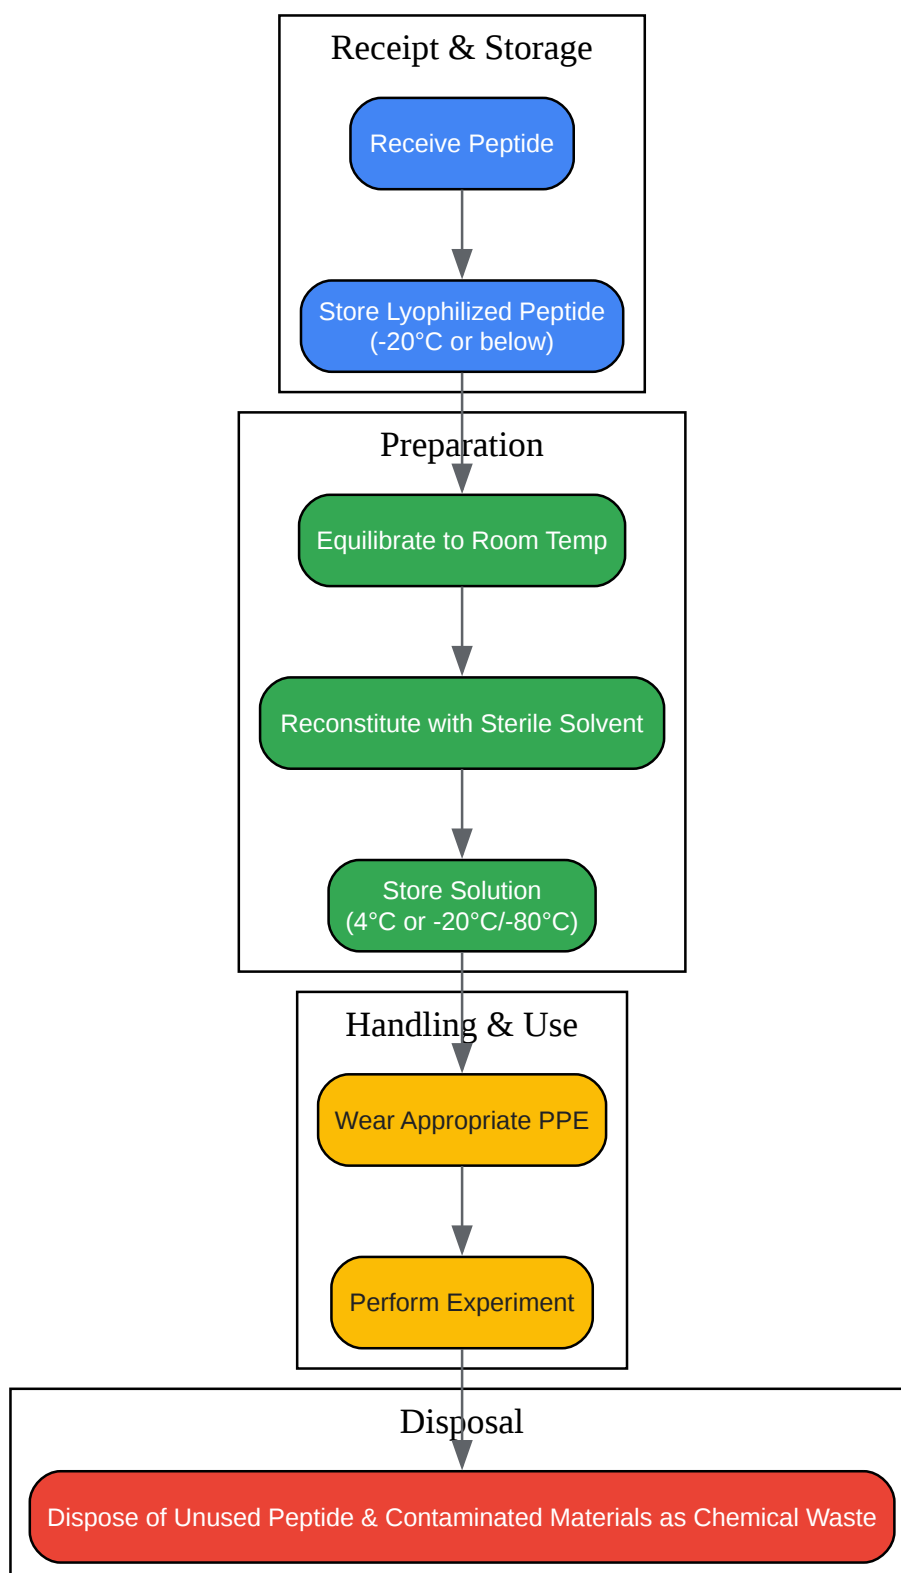 Receipt & Storage
Receive Peptide
Store Lyophilized Peptide
(-20°C or below)
Preparation
Equilibrate to Room Temp
Reconstitute with Sterile Solvent
Store Solution
(4°C or -20°C/-80°C)
Handling & Use
Wear Appropriate PPE
Perform Experiment
Disposal
Dispose of Unused Peptide & Contaminated Materials as Chemical Waste